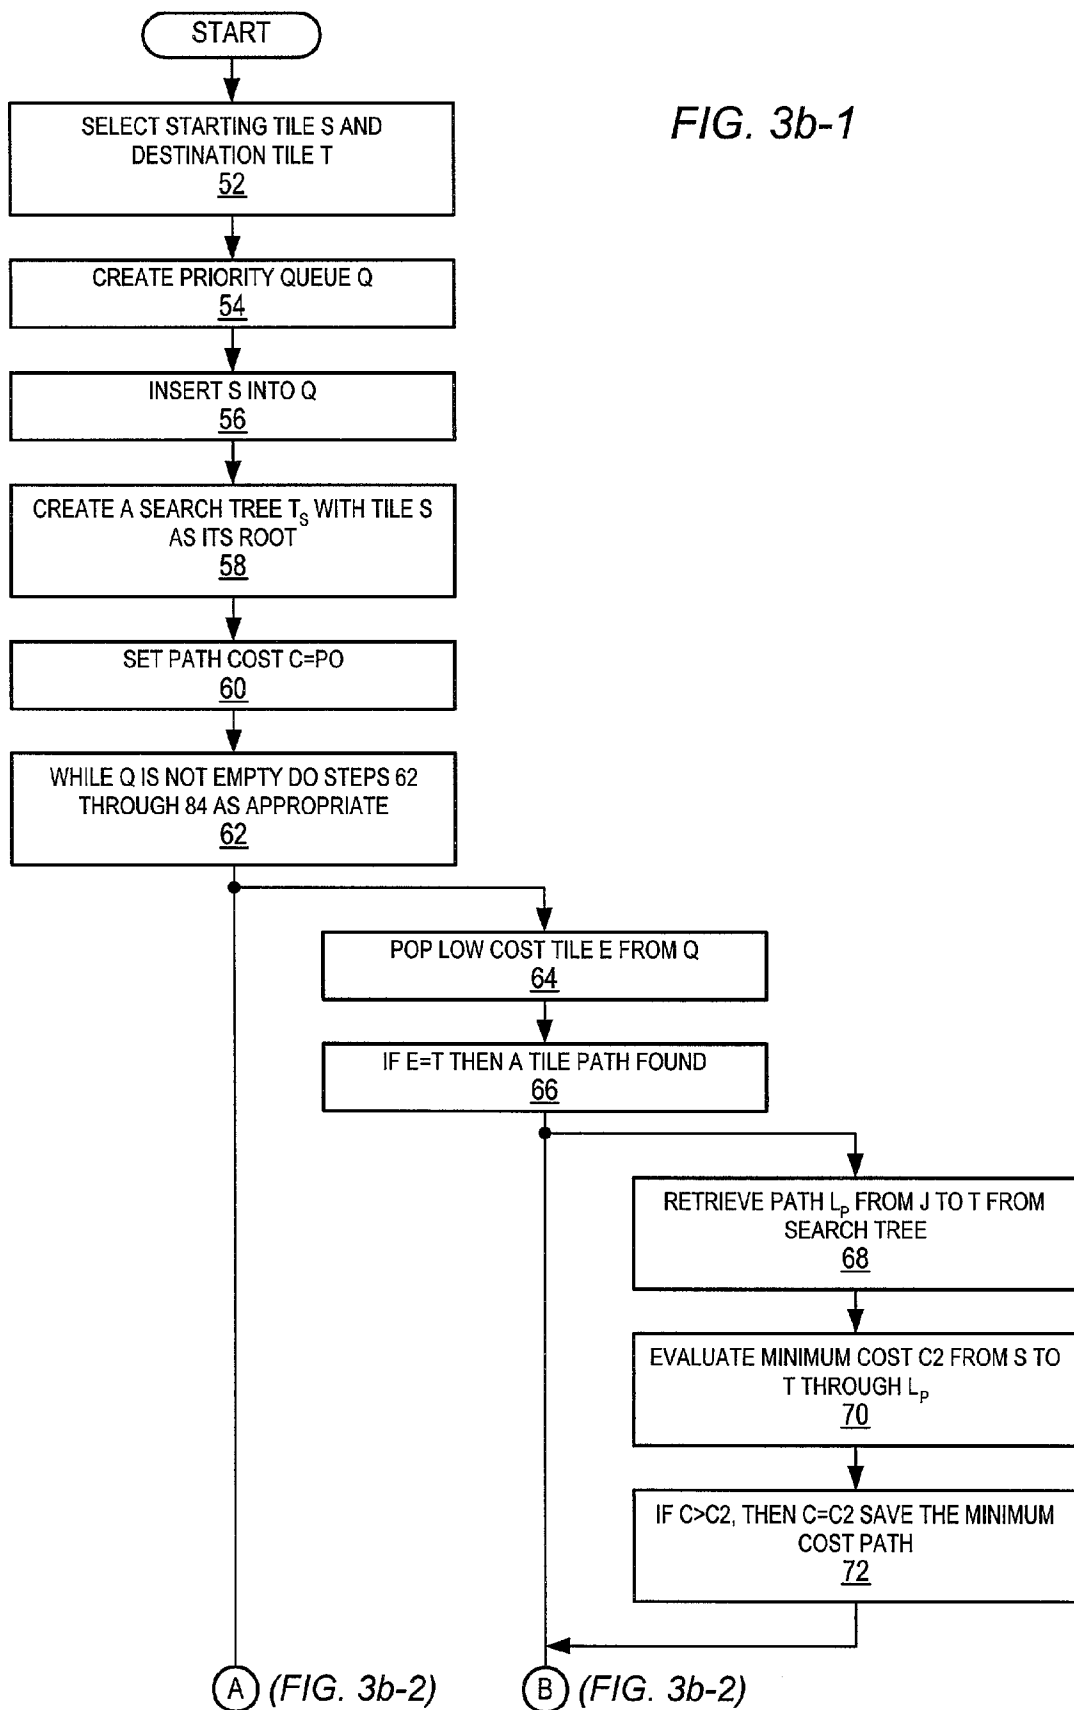 START
FIG. 3b-1
SELECT STARTING TILE S AND
DESTINATION TILE T
52
CREATE PRIORITY QUEUE Q
54
INSERT S INTO Q
56
CREATE A SEARCH TREE TS WITH TILE S
AS ITS ROOT
58
SET PATH COST C=PO
60
WHILE Q IS NOT EMPTY DO STEPS 62
THROUGH 84 AS APPROPRIATE
62
POP LOW COST TILE E FROM Q
64
IF E=T THEN A TILE PATH FOUND
66
RETRIEVE PATH LP FROM J TO T FROM
SEARCH TREE
68
EVALUATE MINIMUM COST C2 FROM S TO
T THROUGH LP
70
IF C>C2, THEN C=C2 SAVE THE MINIMUM
COST PATH
72
A (FIG. 3b-2)
B (FIG. 3b-2)